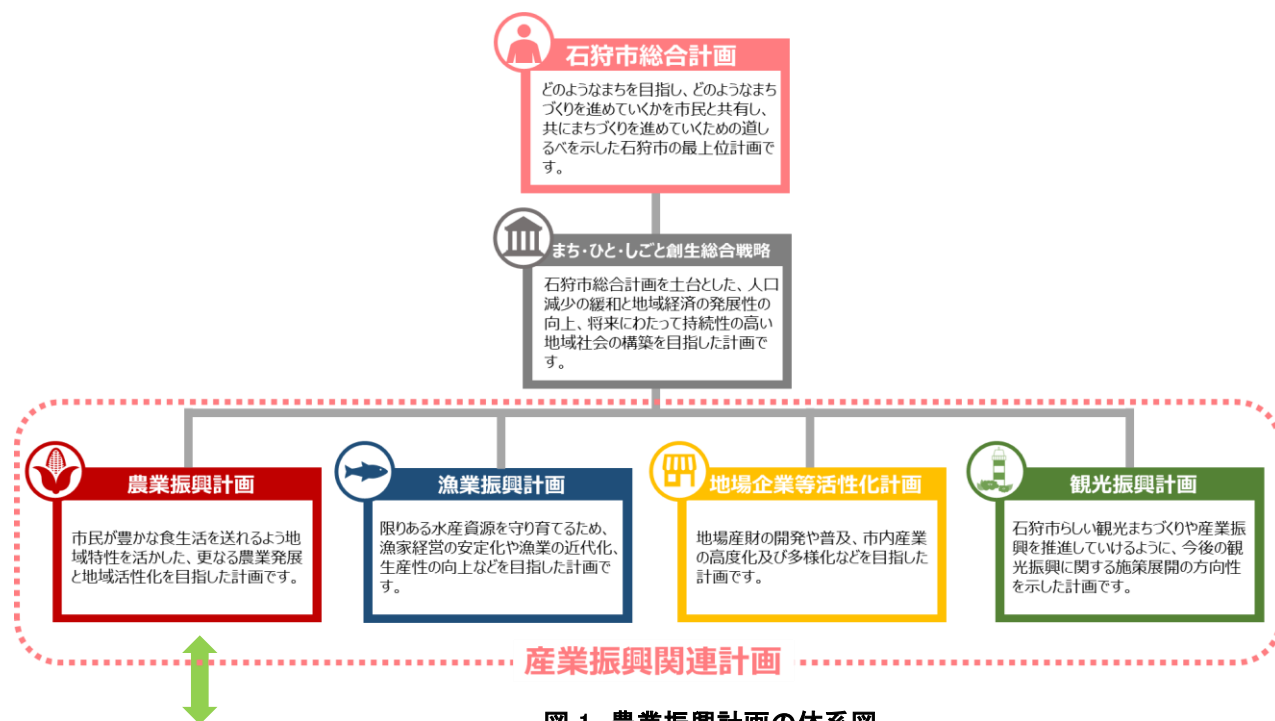 石狩市総合計画
どのようなまちを目指し、どのようなまち
づくりを進めていくかを市民と共有し、
共にまちづくりを進めていくための道し
るべを示した石狩市の最上位計画で
す。
まち・ひと・しごと創生総合戦略
石狩市総合計画を土台とした、人口
減少の緩和と地域経済の発展性の
向上、将来にわたって持続性の高い
地域社会の構築を目指した計画で
す。
農業振興計画
市民が豊かな食生活を送れるよう地
域特性を活かした、更なる農業発展
と地域活性化を目指した計画です。
漁業振興計画
限りある水産資源を守り育てるため、
漁家経営の安定化や漁業の近代化、
生産性の向上などを目指した計画で
す。
地場企業等活性化計画
地場産財の開発や普及、市内産業
の高度化及び多様化などを目指した
計画です。
観光振興計画
石狩市らしい観光まちづくりや産業振
興を推進していけるように、今後の観
光振興に関する施策展開の方向性
を示した計画です。
産業振興関連計画
図 1 農業振興計画の体系図